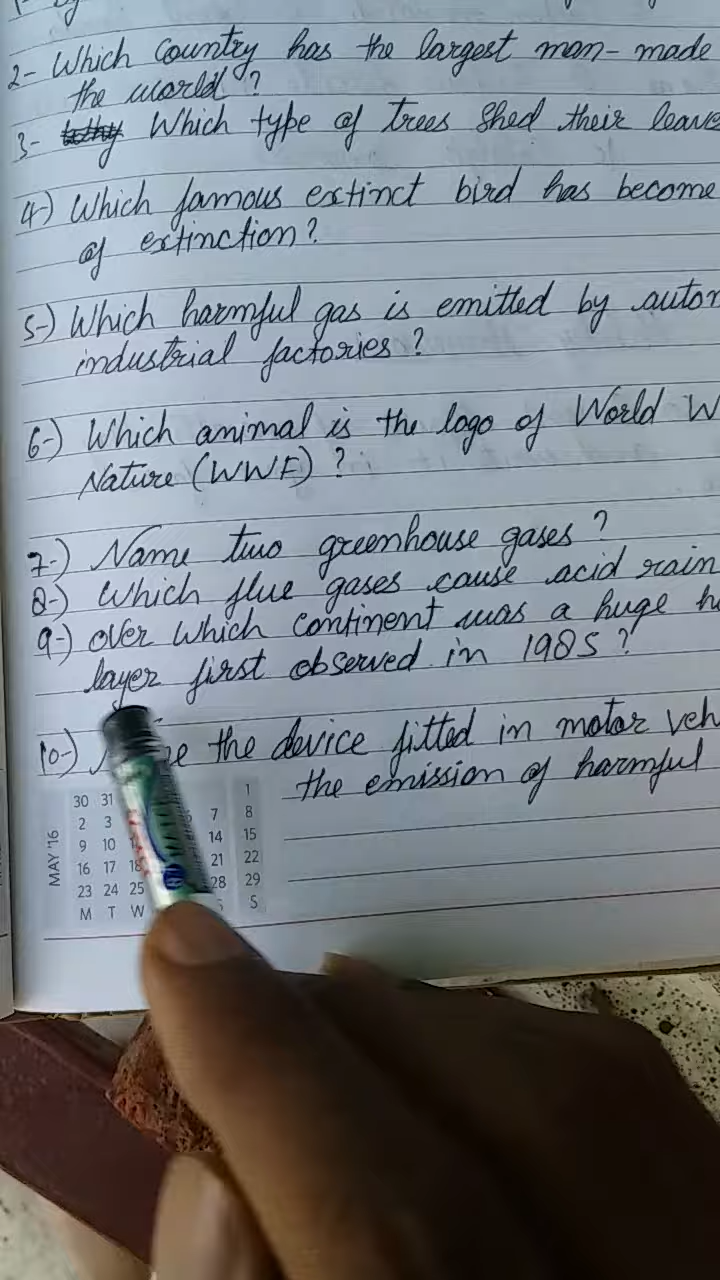 2- Which country has the largest man-made
the world?
3- Which type of trees shed their leave
4-) Which famous extinct bird has become
of extinction?
5-) Which harmful gas is emitted by autom
industrial factories?
6-) Which animal is the logo of World W
Nature (WWF)?
7-) Name two greenhouse gases?
8-) Which flue gases cause acid rain
9-) over which continent was a huge h
layer first observed in 1985?
10-) the device fitted in motor veh
the emission of harmful
MAY '16
30 31 1
2 3 7 8
9 10 14 15
16 17 18 21 22
23 24 25 28 29
M T W S S